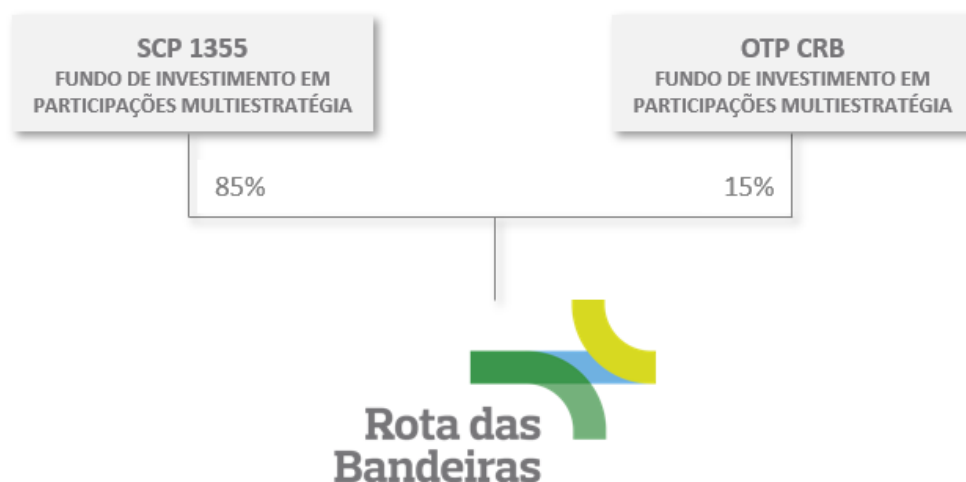 SCP 1355
FUNDO DE INVESTIMENTO EM
PARTICIPAÇÕES MULTIESTRATÉGIA
OTP CRB
FUNDO DE INVESTIMENTO EM
PARTICIPAÇÕES MULTIESTRATÉGIA
85%
15%
Rota das
Bandeiras